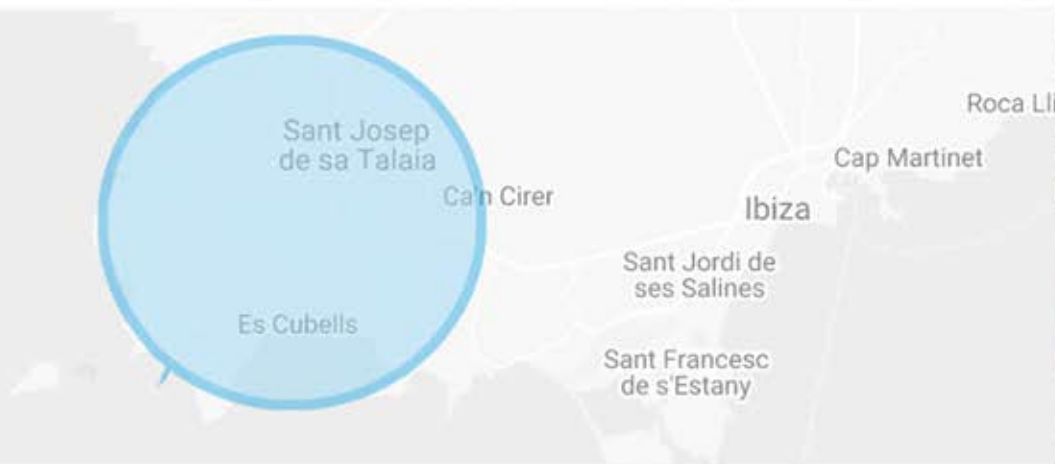 Roca Lli
Sant Josep
de sa Talaia
Cap Martinet
Ca'n Cirer
Ibiza
Sant Jordi de
ses Salines
Es Cubells
Sant Francesc
de s'Estany